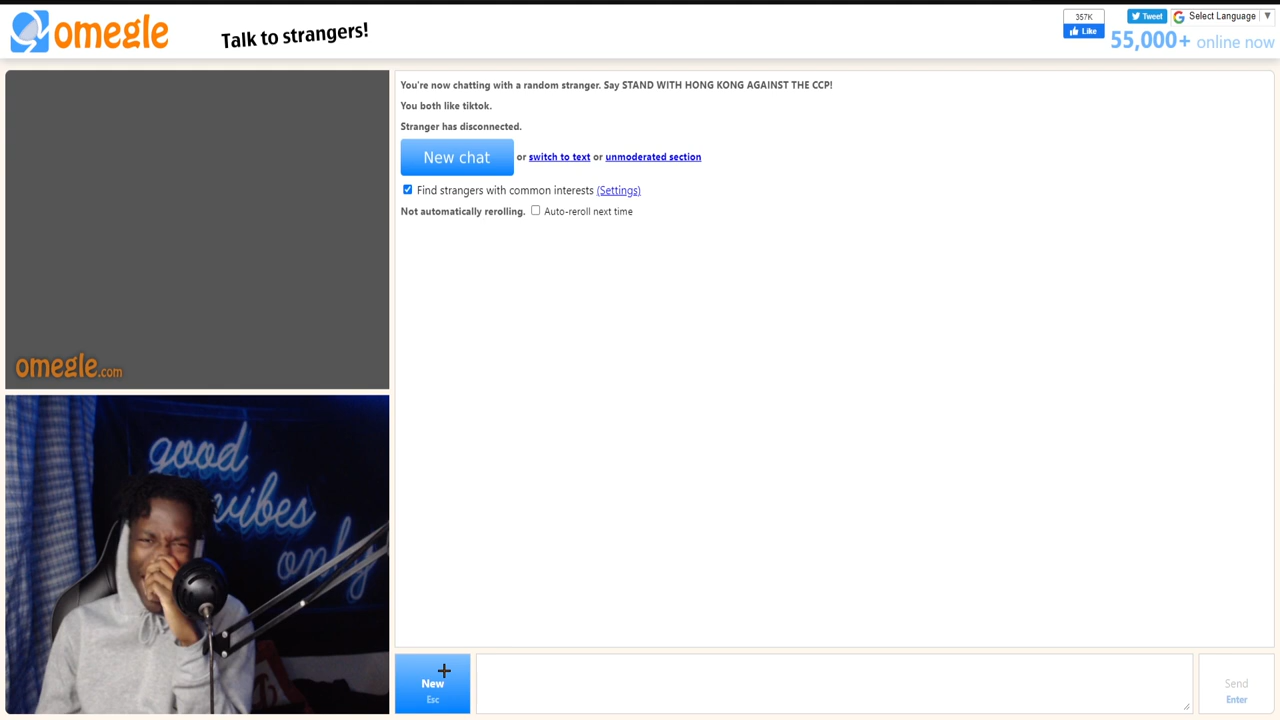 omegle
Talk to strangers!
357K
Like
Tweet
G Select Language ▼
55,000+ online now
You're now chatting with a random stranger. Say STAND WITH HONG KONG AGAINST THE CCP!
You both like tiktok.
Stranger has disconnected.
New chat or switch to text or unmoderated section
Find strangers with common interests (Settings)
Not automatically rerolling. Auto-reroll next time
omegle.com
good
vibes
only
New
Esc
Send
Enter